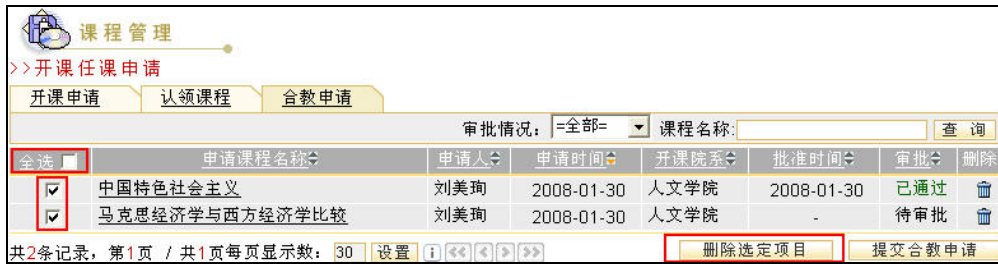 课程管理
>>开课任课申请
开课申请 认领课程 合教申请
审批情况： =全部= 课程名称: 查 询
全选 申请课程名称 申请人 申请时间 开课院系 批准时间 审批 删除
中国特色社会主义 刘美珣 2008-01-30 人文学院 2008-01-30 已通过
马克思经济学与西方经济学比较 刘美珣 2008-01-30 人文学院 - 待审批
共2条记录，第1页 / 共1页每页显示数： 30 设置 i << < > >> 删除选定项目 提交合教申请